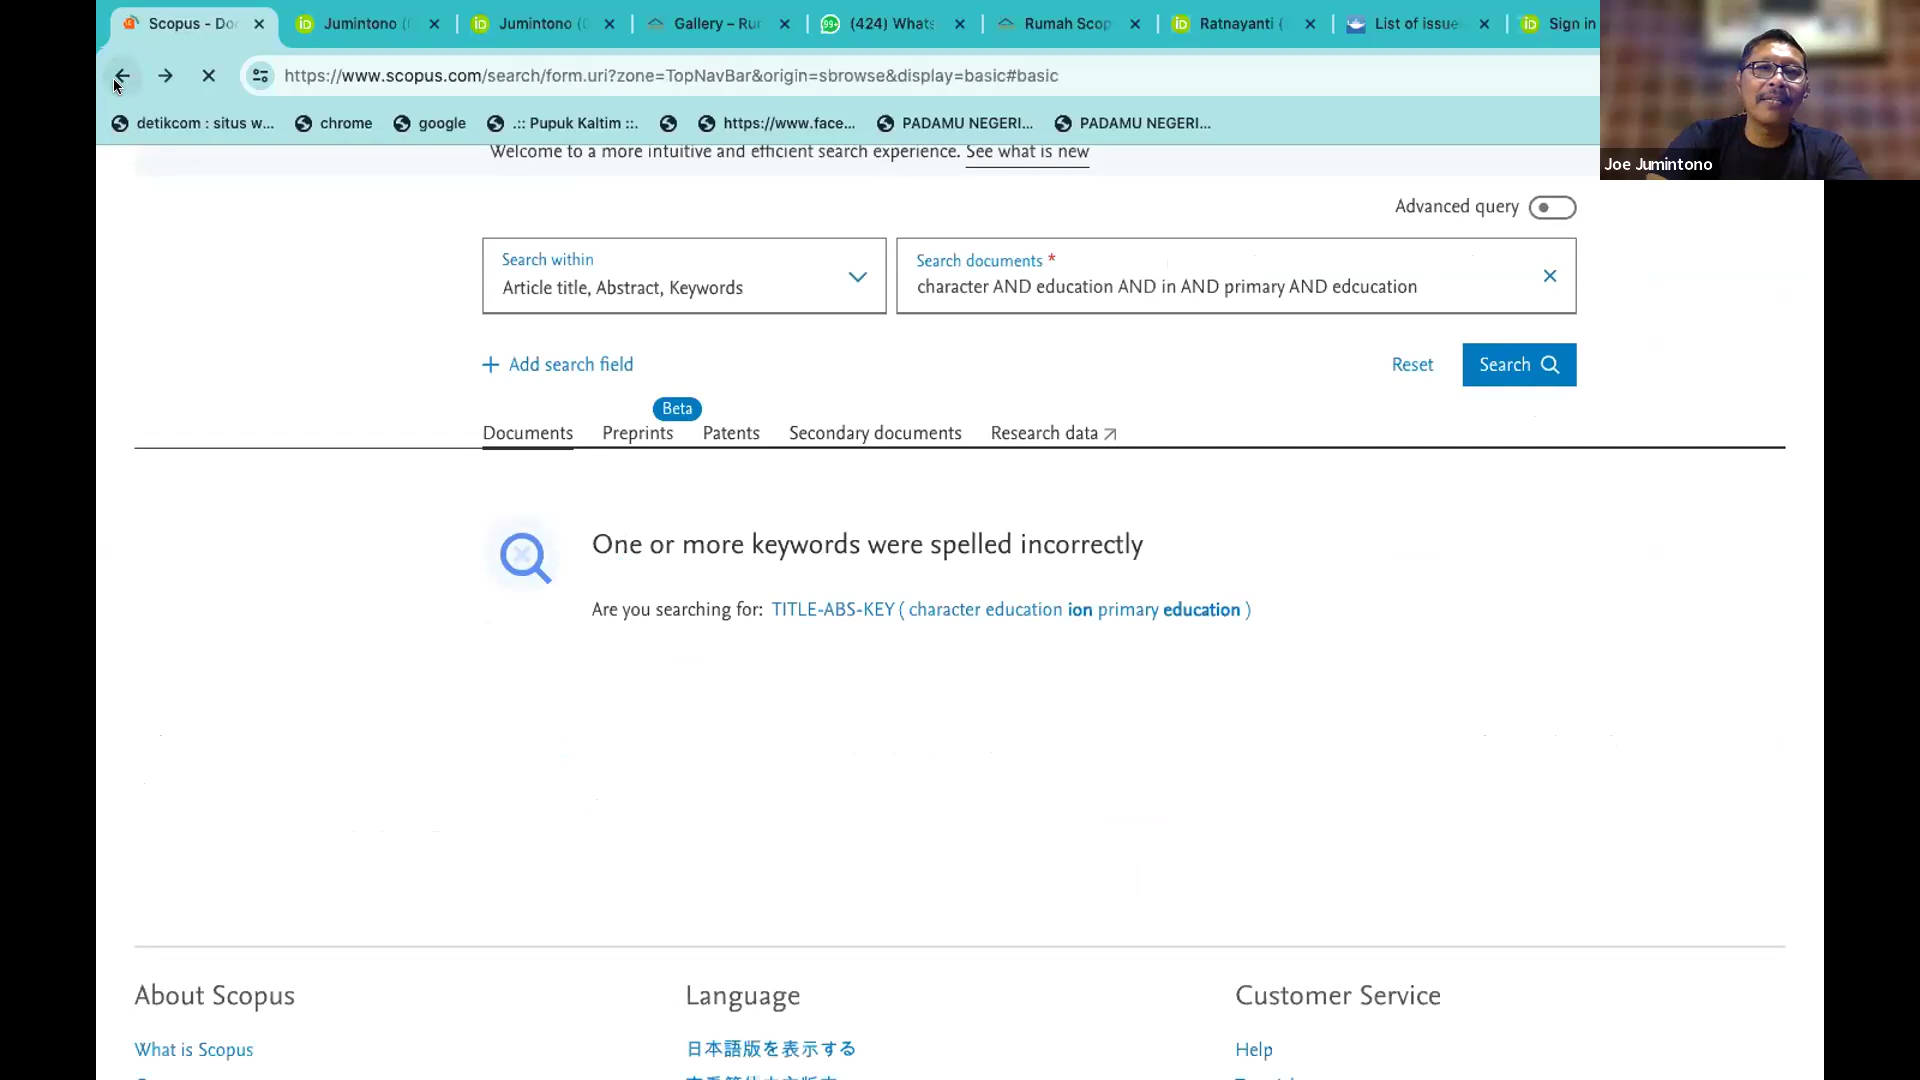 Scopus - Do
Jumintono (
Jumintono (
Gallery – Ru
(424) Whats
Rumah Scop
Ratnayanti (
List of issue
Sign in
https://www.scopus.com/search/form.uri?zone=TopNavBar&origin=sbrowse&display=basic#basic
detikcom : situs w...
chrome
google
.:: Pupuk Kaltim ::.
https://www.face...
PADAMU NEGERI...
PADAMU NEGERI...
Joe Jumintono
Welcome to a more intuitive and efficient search experience. See what is new
Advanced query
Search within
Article title, Abstract, Keywords
Search documents *
character AND education AND in AND primary AND edcucation
Add search field
Reset
Search
Beta
Documents
Preprints
Patents
Secondary documents
Research data
One or more keywords were spelled incorrectly
Are you searching for: TITLE-ABS-KEY ( character education ion primary education )
About Scopus
Language
Customer Service
What is Scopus
日本語版を表示する
Help